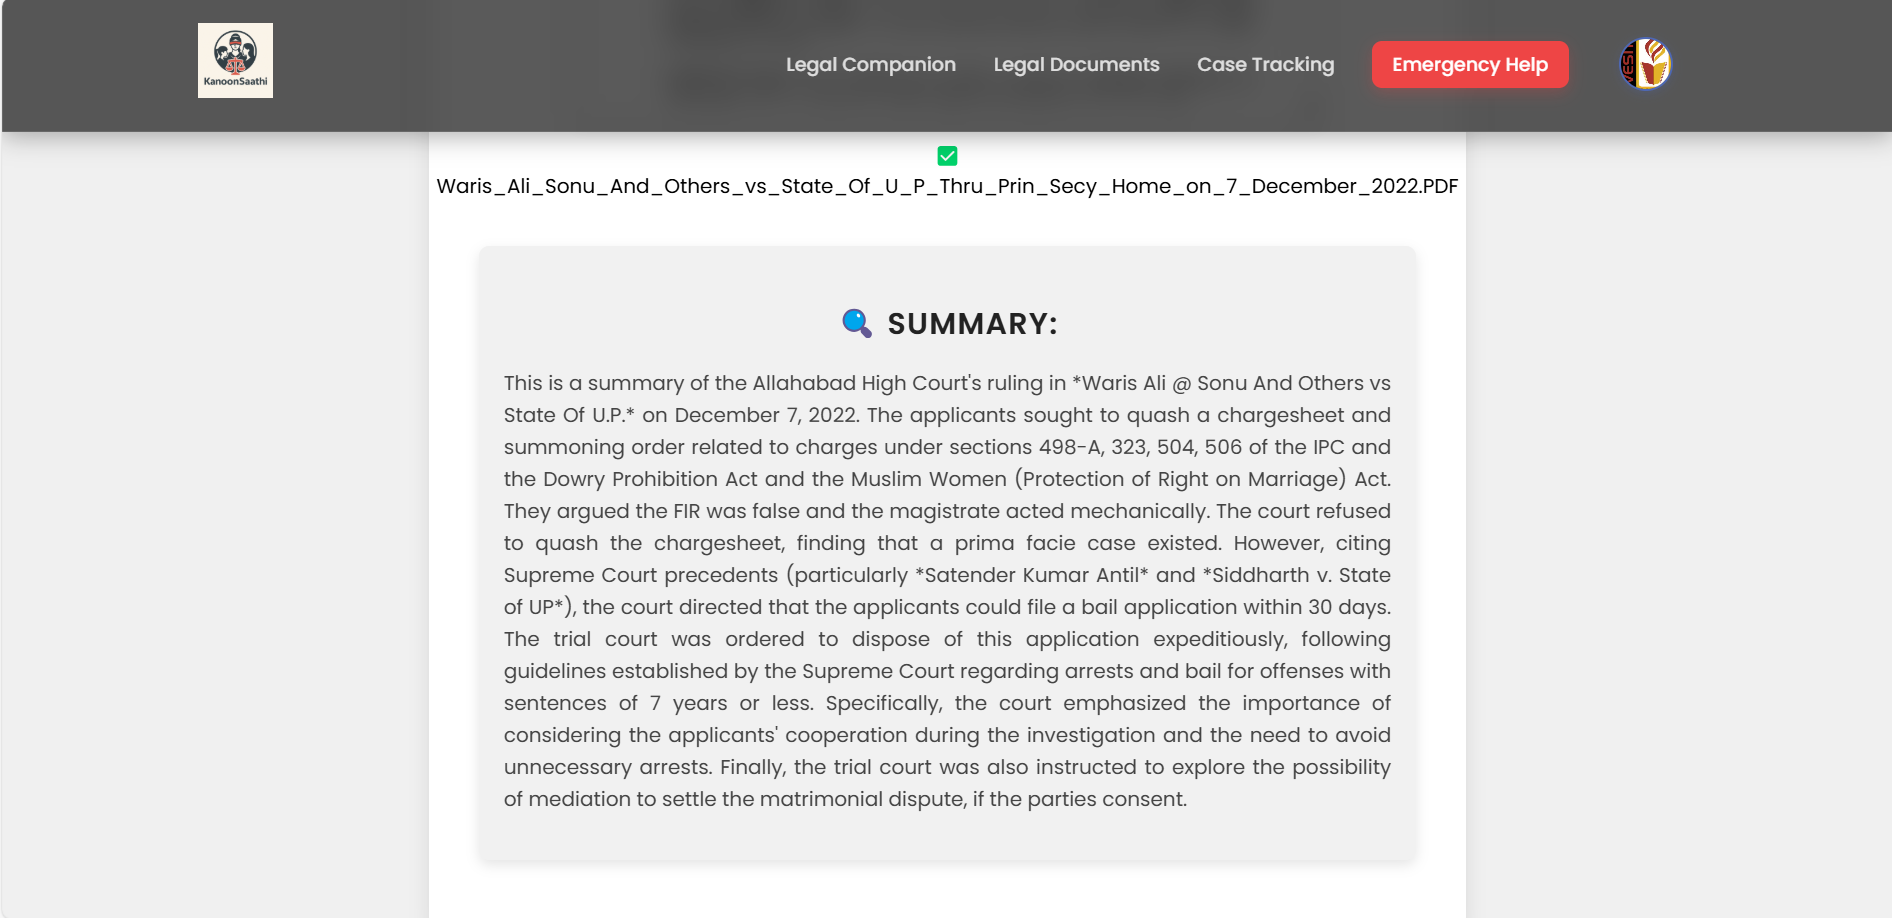 KanoonSaathi
Legal Companion
Legal Documents
Case Tracking
Emergency Help
Waris_Ali_Sonu_And_Others_vs_State_Of_U_P_Thru_Prin_Secy_Home_on_7_December_2022.PDF
SUMMARY:
This is a summary of the Allahabad High Court's ruling in *Waris Ali @ Sonu And Others vs
State Of U.P.* on December 7, 2022. The applicants sought to quash a chargesheet and
summoning order related to charges under sections 498-A, 323, 504, 506 of the IPC and
the Dowry Prohibition Act and the Muslim Women (Protection of Right on Marriage) Act.
They argued the FIR was false and the magistrate acted mechanically. The court refused
to quash the chargesheet, finding that a prima facie case existed. However, citing
Supreme Court precedents (particularly *Satender Kumar Antil* and *Siddharth v. State
of UP*), the court directed that the applicants could file a bail application within 30 days.
The trial court was ordered to dispose of this application expeditiously, following
guidelines established by the Supreme Court regarding arrests and bail for offenses with
sentences of 7 years or less. Specifically, the court emphasized the importance of
considering the applicants' cooperation during the investigation and the need to avoid
unnecessary arrests. Finally, the trial court was also instructed to explore the possibility
of mediation to settle the matrimonial dispute, if the parties consent.